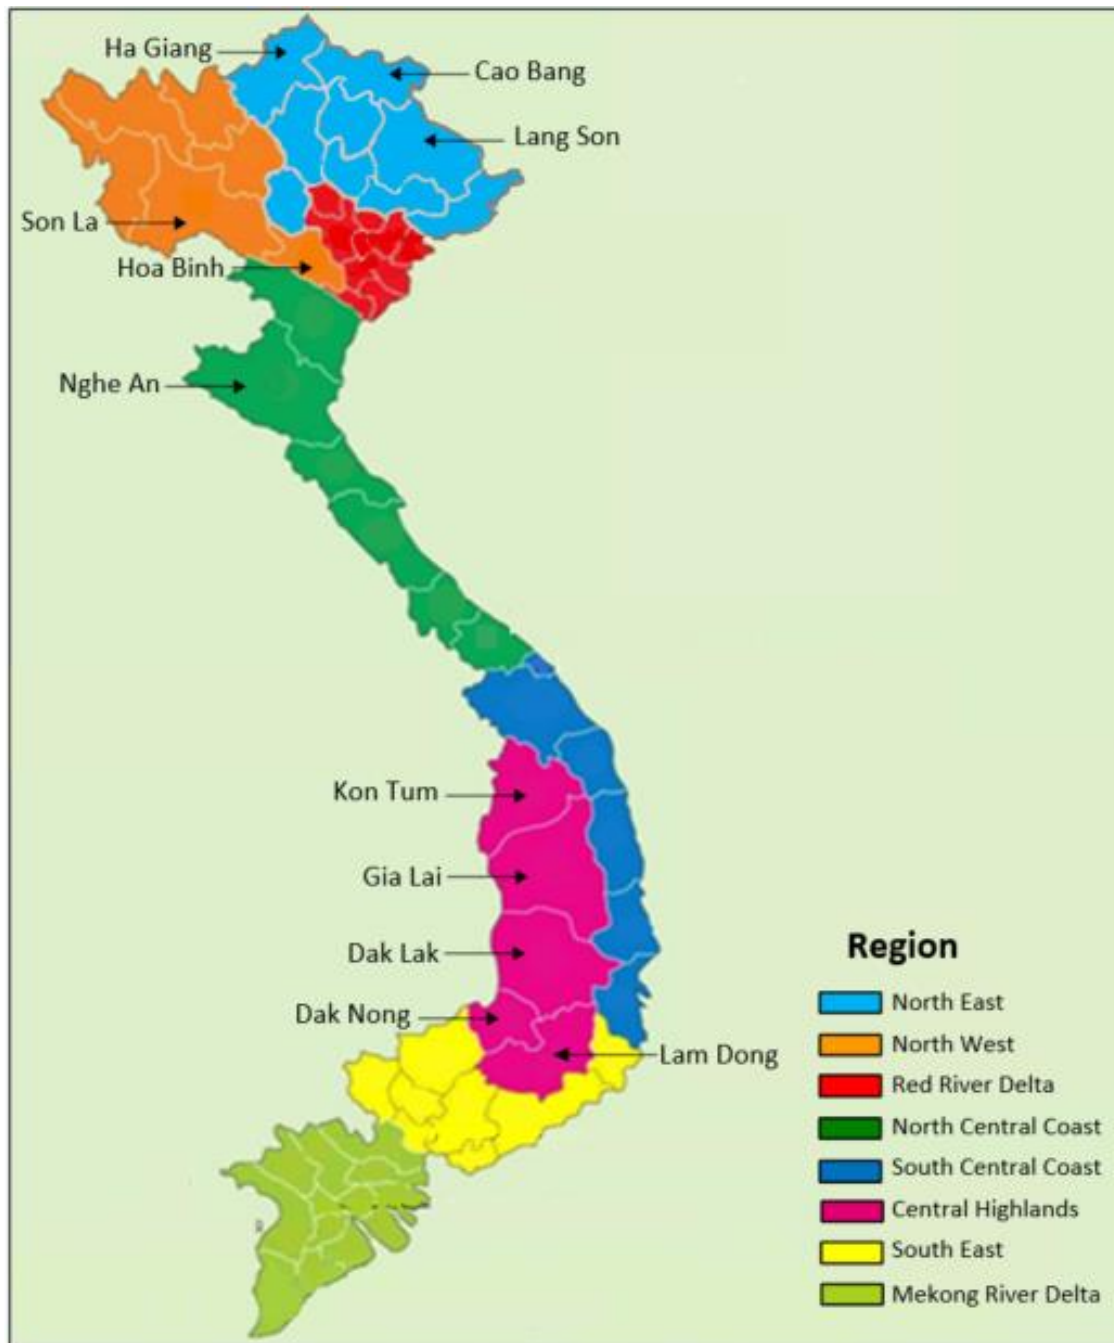 Ha Giang
Cao Bang
Lang Son
Son La
Hoa Binh
Nghe An
Kon Tum
Gia Lai
Dak Lak
Dak Nong
Lam Dong
Region
North East
North West
Red River Delta
North Central Coast
South Central Coast
Central Highlands
South East
Mekong River Delta